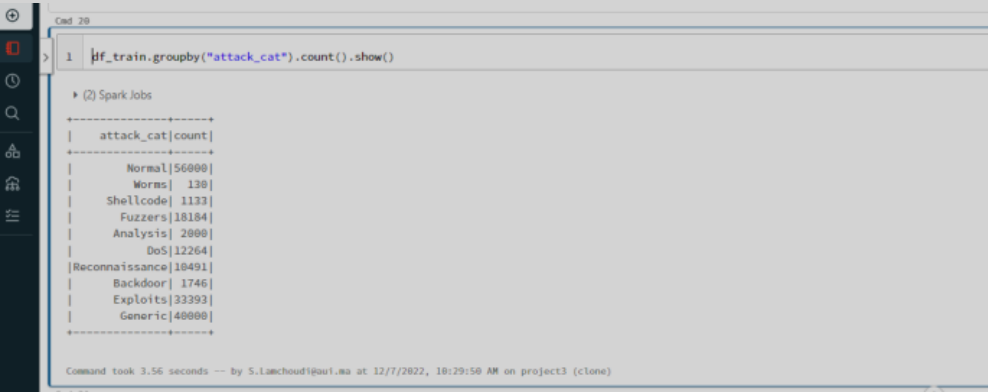 Cmd 20
1 df_train.groupby("attack_cat").count().show()
(2) Spark Jobs
+--------------+-----+
|    attack_cat|count|
+--------------+-----+
|        Normal|56000|
|         Worms|  130|
|     Shellcode| 1133|
|       Fuzzers|18184|
|      Analysis| 2000|
|           DoS|12264|
|Reconnaissance|10491|
|      Backdoor| 1746|
|      Exploits|33393|
|       Generic|40000|
+--------------+-----+
Command took 3.56 seconds -- by S.Lamchoudi@aui.ma at 12/7/2022, 10:29:50 AM on project3 (clone)